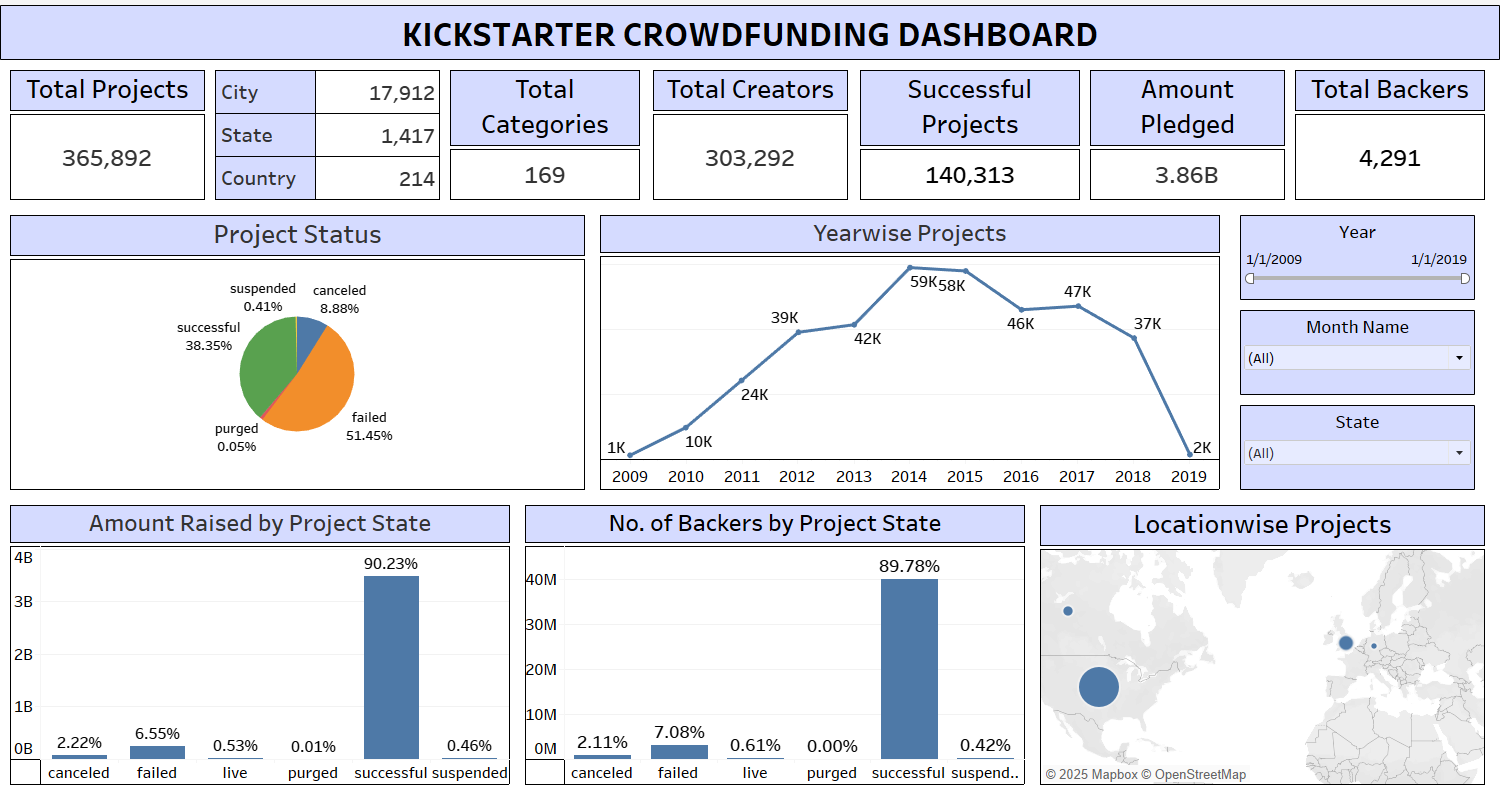 KICKSTARTER CROWDFUNDING DASHBOARD
Total Projects
365,892
City 17,912
State 1,417
Country 214
Total
Categories
169
Total Creators
303,292
Successful
Projects
140,313
Amount
Pledged
3.86B
Total Backers
4,291
Project Status
suspended
0.41%
canceled
8.88%
successful
38.35%
purged
0.05%
failed
51.45%
Yearwise Projects
1K
10K
24K
39K
42K
59K
58K
46K
47K
37K
2K
2009 2010 2011 2012 2013 2014 2015 2016 2017 2018 2019
Year
1/1/2009 1/1/2019
Month Name
(All)
State
(All)
Amount Raised by Project State
4B
3B
2B
1B
0B
2.22% 6.55% 0.53% 0.01% 90.23% 0.46%
canceled failed live purged successful suspended
No. of Backers by Project State
40M
30M
20M
10M
0M
2.11% 7.08% 0.61% 0.00% 89.78% 0.42%
canceled failed live purged successful suspend..
Locationwise Projects
© 2025 Mapbox © OpenStreetMap